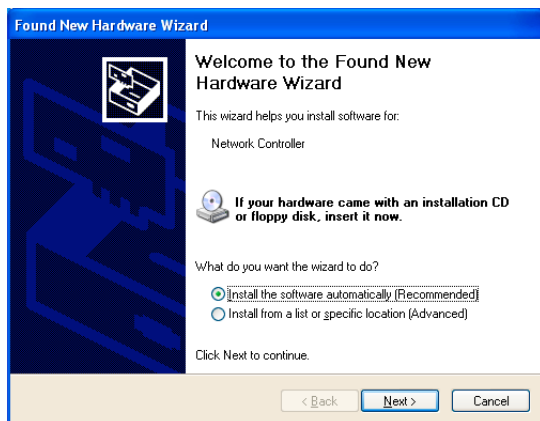 Found New Hardware Wizard
Welcome to the Found New
Hardware Wizard
This wizard helps you install software for:
Network Controller
If your hardware came with an installation CD
or floppy disk, insert it now.
What do you want the wizard to do?
Install the software automatically (Recommended)
Install from a list or specific location (Advanced)
Click Next to continue.
< Back Next > Cancel